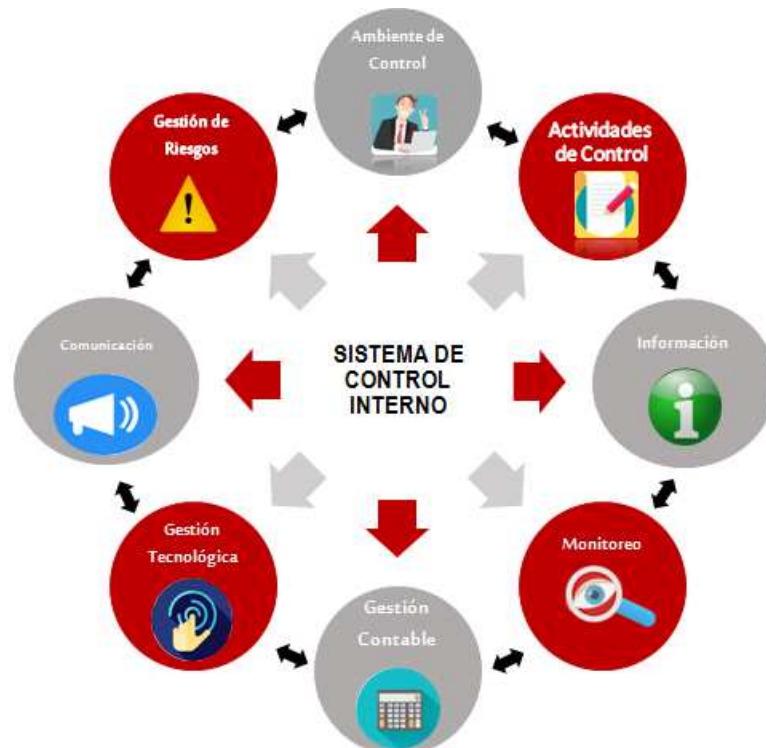 Ambiente de
Control
Gestión de
Riesgos
Actividades
de Control
Comunicación
SISTEMA DE
CONTROL
INTERNO
Información
Gestión
Tecnológica
Monitoreo
Gestión
Contable